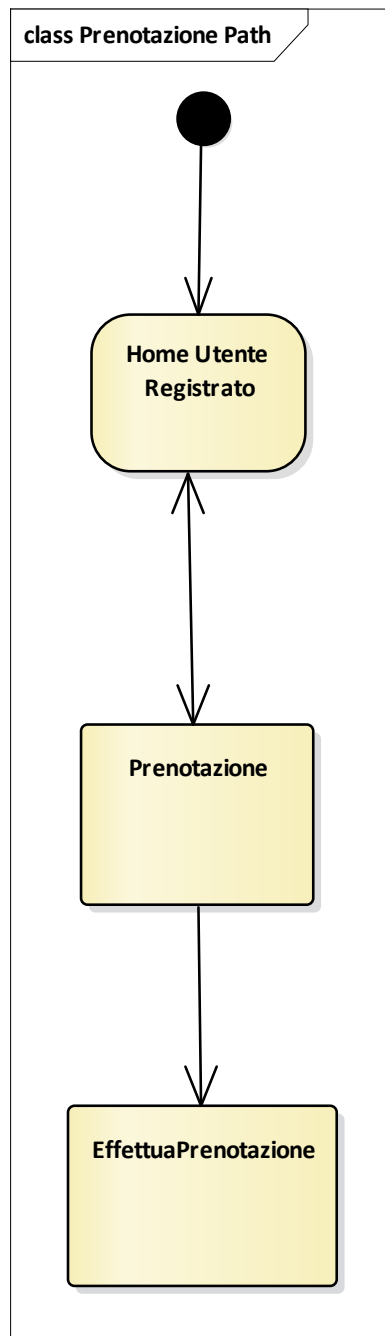 class Prenotazione Path
Home Utente
Registrato
Prenotazione
EffettuaPrenotazione